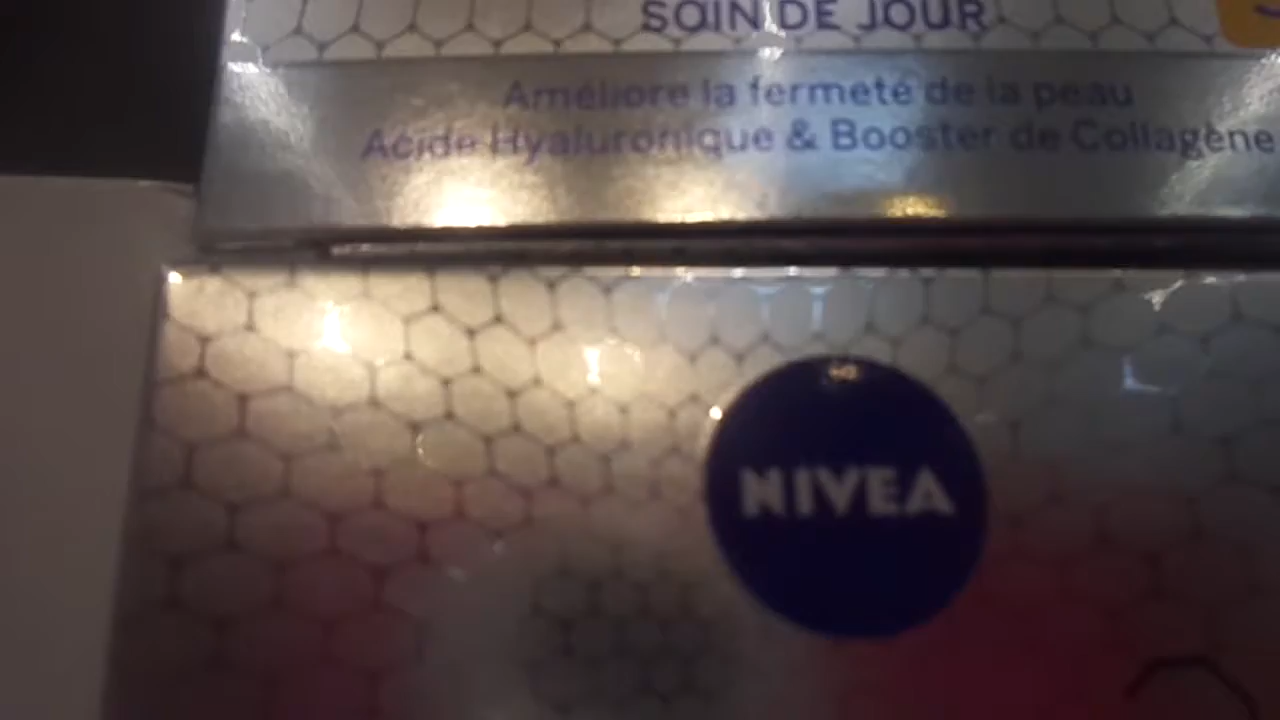 SOIN DE JOUR
Améliore la fermeté de la peau
Acide Hyaluronique & Booster de Collagène
NIVEA